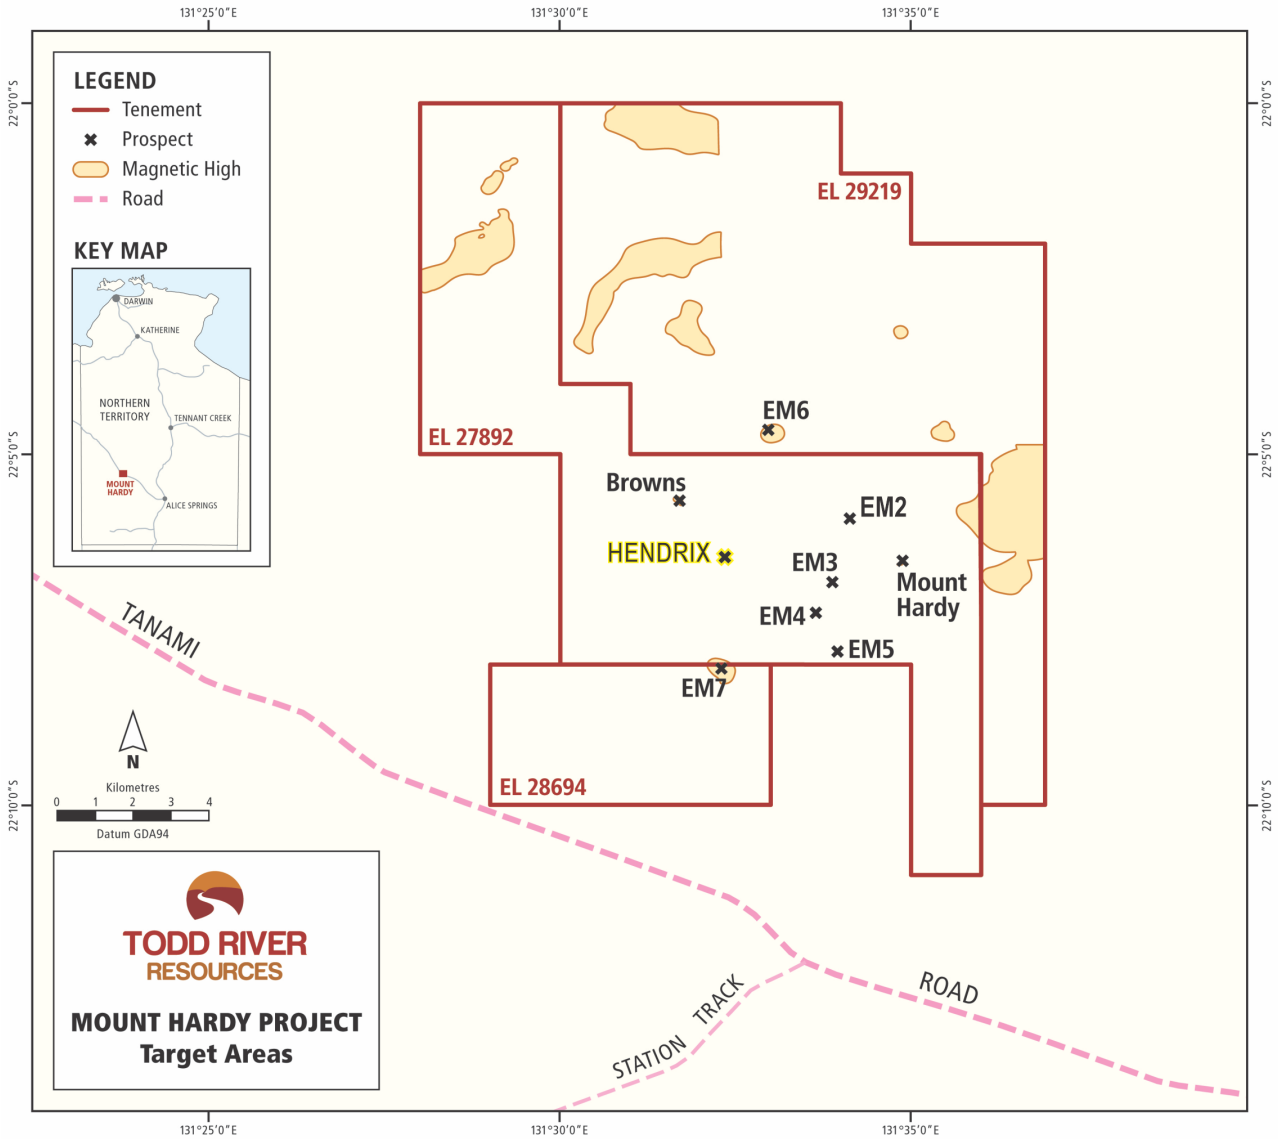 131°25'0"E
131°30'0"E
131°35'0"E
22°0'0"S
22°0'0"S
LEGEND
Tenement
Prospect
Magnetic High
Road
KEY MAP
DARWIN
KATHERINE
NORTHERN
TERRITORY
TENNANT CREEK
MOUNT
HARDY
ALICE SPRINGS
EL 29219
EL 27892
EM6
22°5'0"S
22°5'0"S
Browns
EM2
HENDRIX
EM3
Mount
Hardy
EM4
EM5
EM7
TANAMI
EL 28694
N
Kilometres
0 1 2 3 4
Datum GDA94
22°10'0"S
22°10'0"S
TODD RIVER
RESOURCES
MOUNT HARDY PROJECT
Target Areas
ROAD
STATION TRACK
131°25'0"E
131°30'0"E
131°35'0"E